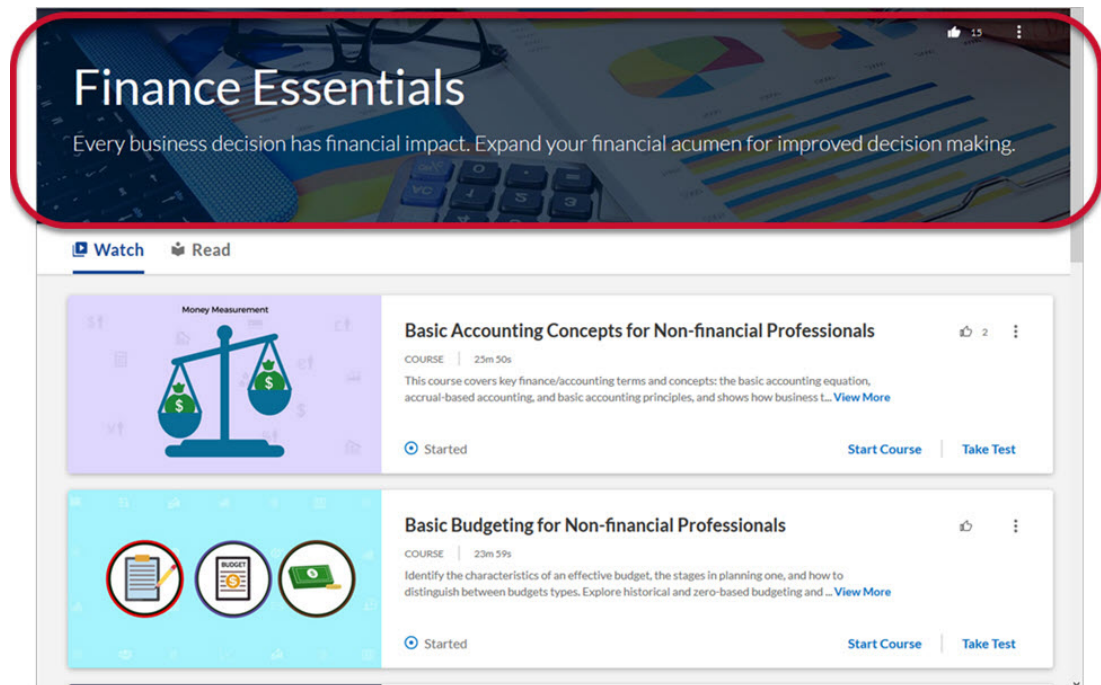 15
Finance Essentials
Every business decision has financial impact. Expand your financial acumen for improved decision making.
Watch
Read
Money Measurement
Basic Accounting Concepts for Non-financial Professionals
2
COURSE 25m 50s
This course covers key finance/accounting terms and concepts: the basic accounting equation,
accrual-based accounting, and basic accounting principles, and shows how business t... View More
Started
Start Course
Take Test
BUDGET
Basic Budgeting for Non-financial Professionals
COURSE 23m 59s
Identify the characteristics of an effective budget, the stages in planning one, and how to
distinguish between budgets types. Explore historical and zero-based budgeting and ... View More
Started
Start Course
Take Test